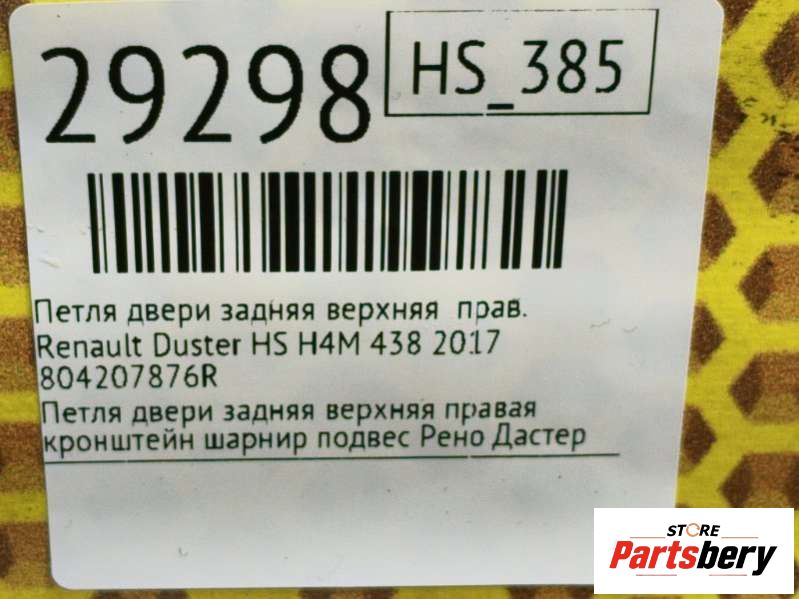 29298
HS_385
Петля двери задняя верхняя прав.
Renault Duster HS H4M 438 2017
804207876R
Петля двери задняя верхняя правая
кронштейн шарнир подвес Рено Дастер
STORE
Partsbery